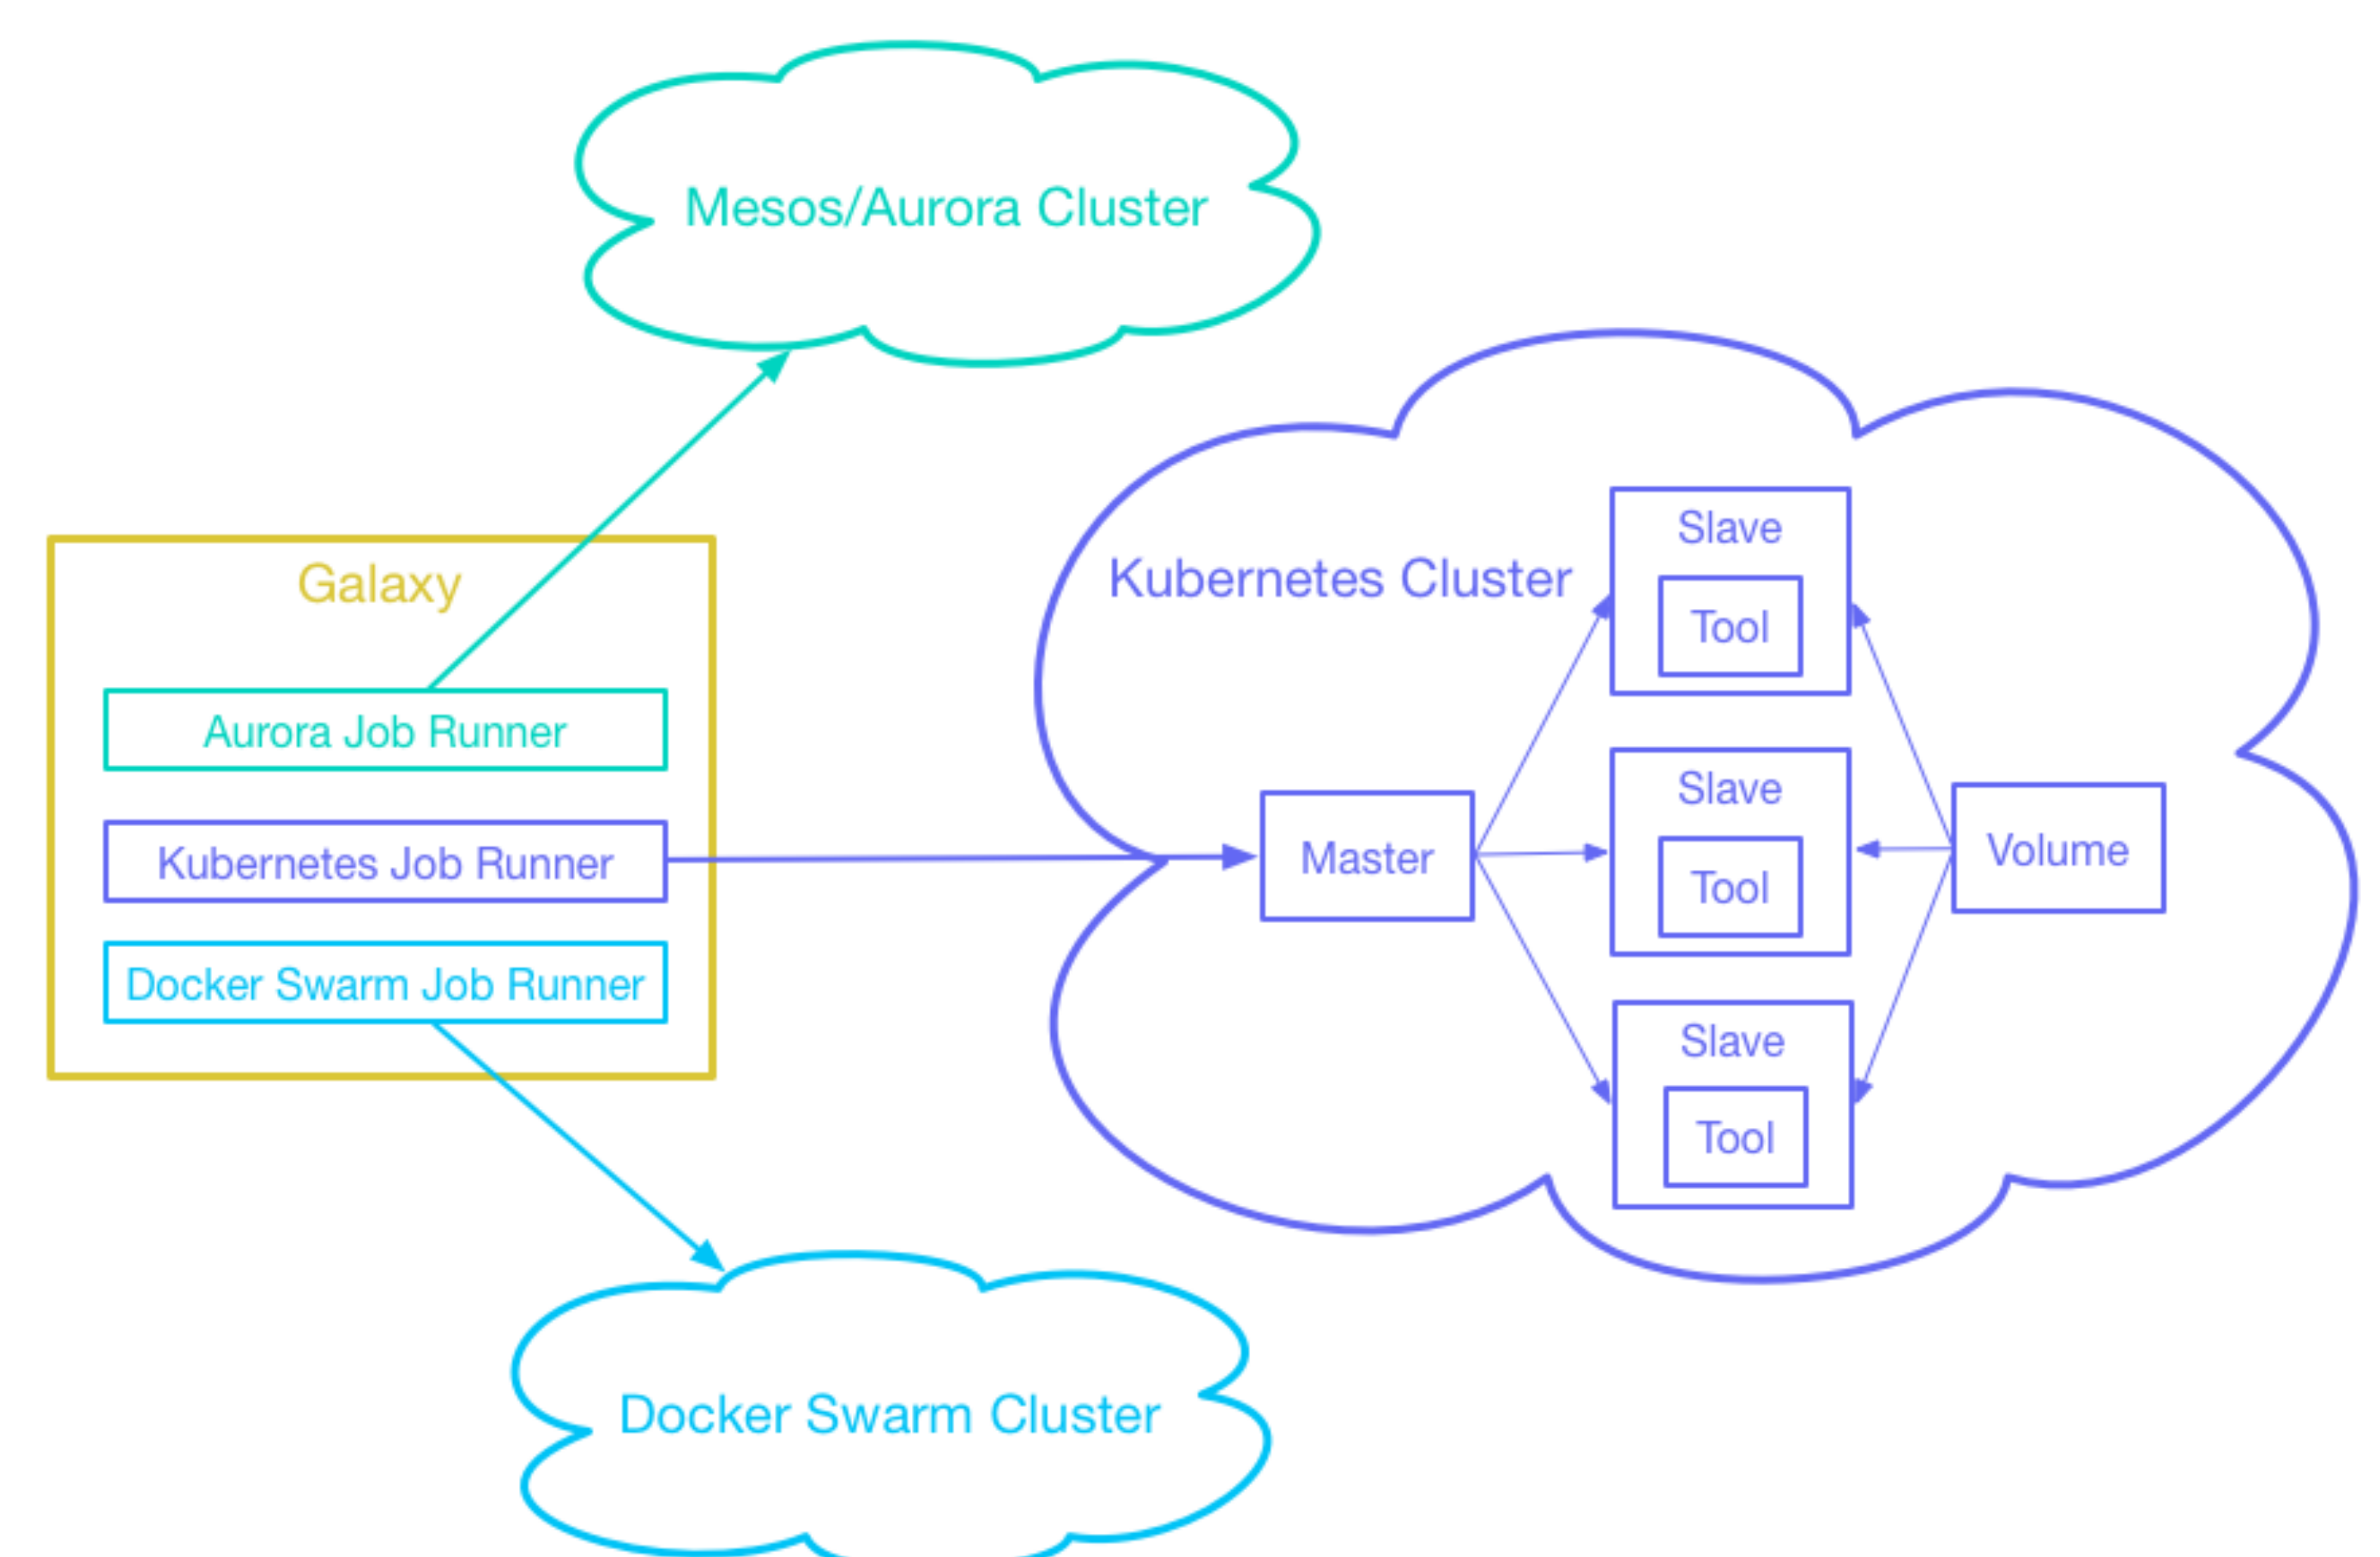 Mesos/Aurora Cluster
Galaxy
Aurora Job Runner
Kubernetes Job Runner
Docker Swarm Job Runner
Kubernetes Cluster
Master
Slave
Tool
Slave
Tool
Slave
Tool
Volume
Docker Swarm Cluster